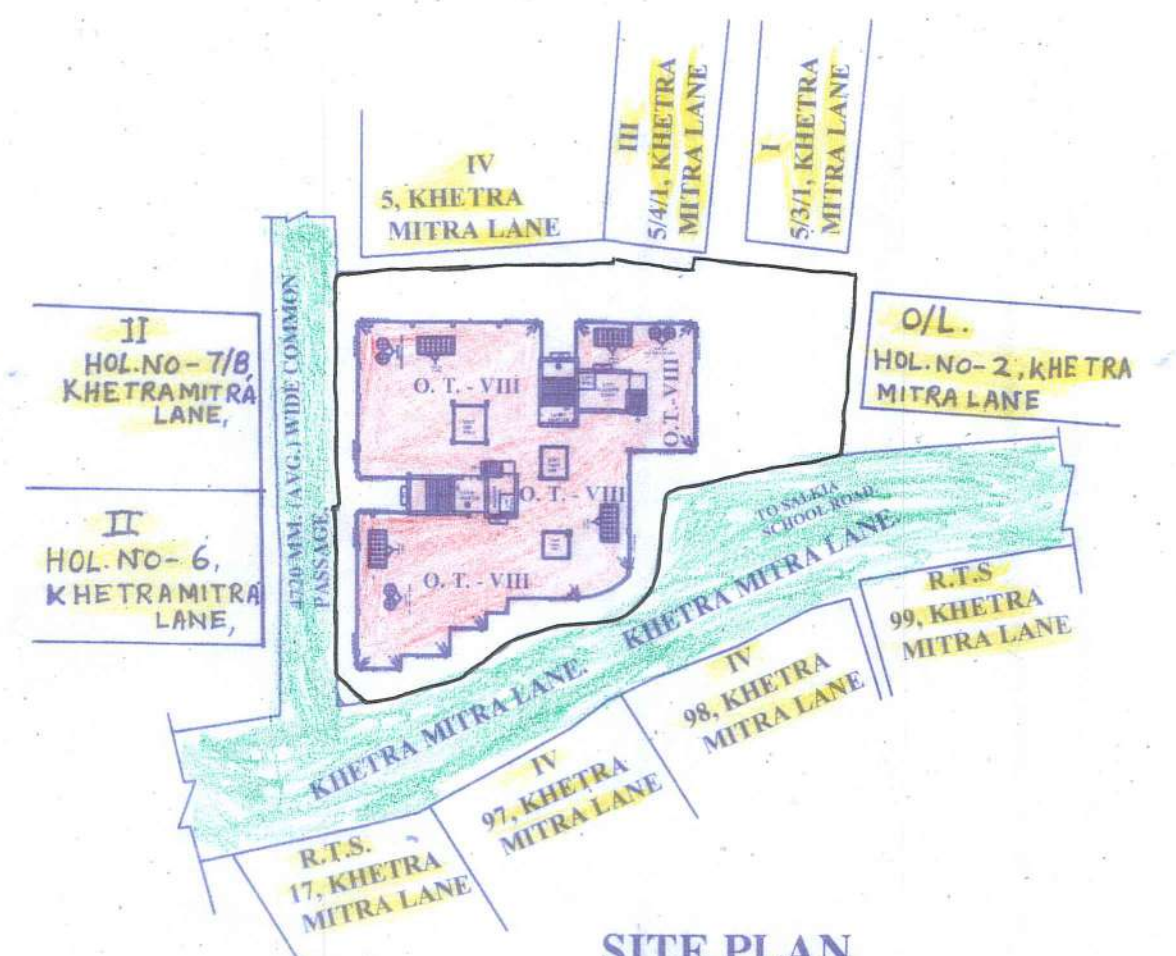 III
5/4/1, KHETRA
MITRA LANE
I
5/3/1, KHETRA
MITRA LANE
IV
5, KHETRA
MITRA LANE
II
HOL.NO-7/B,
KHETRAMITRA
LANE,
4720 MM. (AVG.) WIDE COMMON
PASSAGE.
O/L.
HOL.NO-2, KHETRA
MITRA LANE
O. T. - VIII
O. T. - VIII
O. T. - VIII
O. T. - VIII
II
HOL.NO-6,
KHETRAMITRA
LANE,
TO SALKIA
SCHOOL ROAD
KHETRA MITRA LANE.
KHETRA MITRA LANE.
R.T.S
99, KHETRA
MITRA LANE
IV
98, KHETRA
MITRA LANE
IV
97, KHETRA
MITRA LANE
R.T.S.
17, KHETRA
MITRA LANE
SITE PLAN